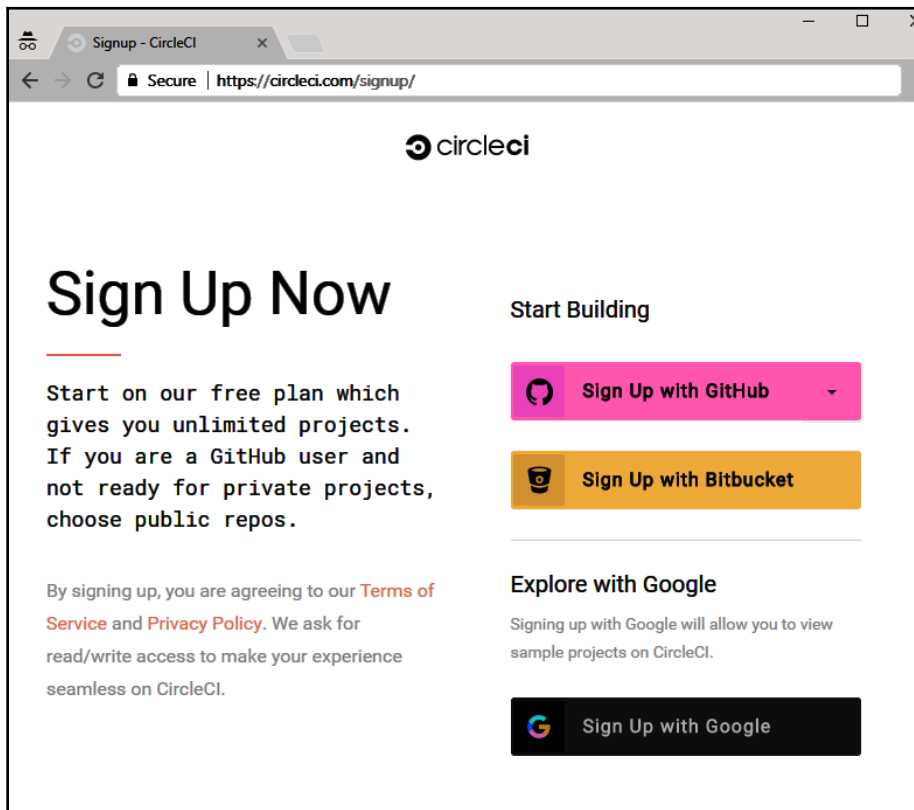 Signup - CircleCI
Secure
https://circleci.com/signup/
circleci
Sign Up Now
Start on our free plan which
gives you unlimited projects.
If you are a GitHub user and
not ready for private projects,
choose public repos.
By signing up, you are agreeing to our Terms of
Service and Privacy Policy. We ask for
read/write access to make your experience
seamless on CircleCI.
Start Building
Sign Up with GitHub
Sign Up with Bitbucket
Explore with Google
Signing up with Google will allow you to view
sample projects on CircleCI.
Sign Up with Google